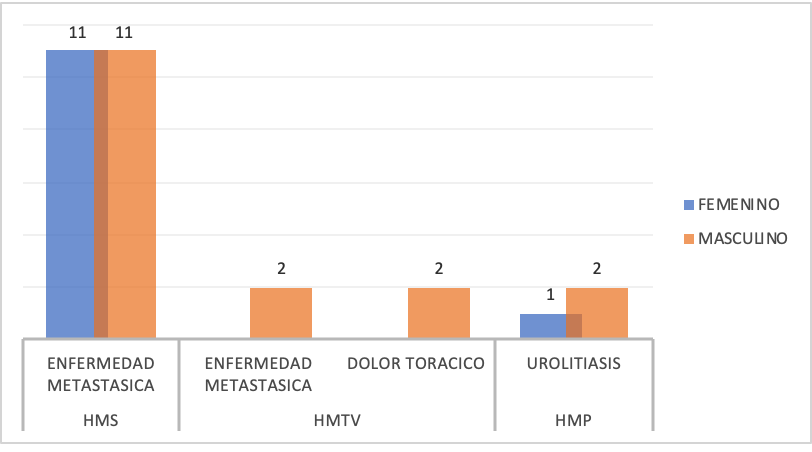 11 11
2 2 2
1
FEMENINO
MASCULINO
ENFERMEDAD METASTASICA
ENFERMEDAD METASTASICA
DOLOR TORACICO
UROLITIASIS
HMS HMTV HMP